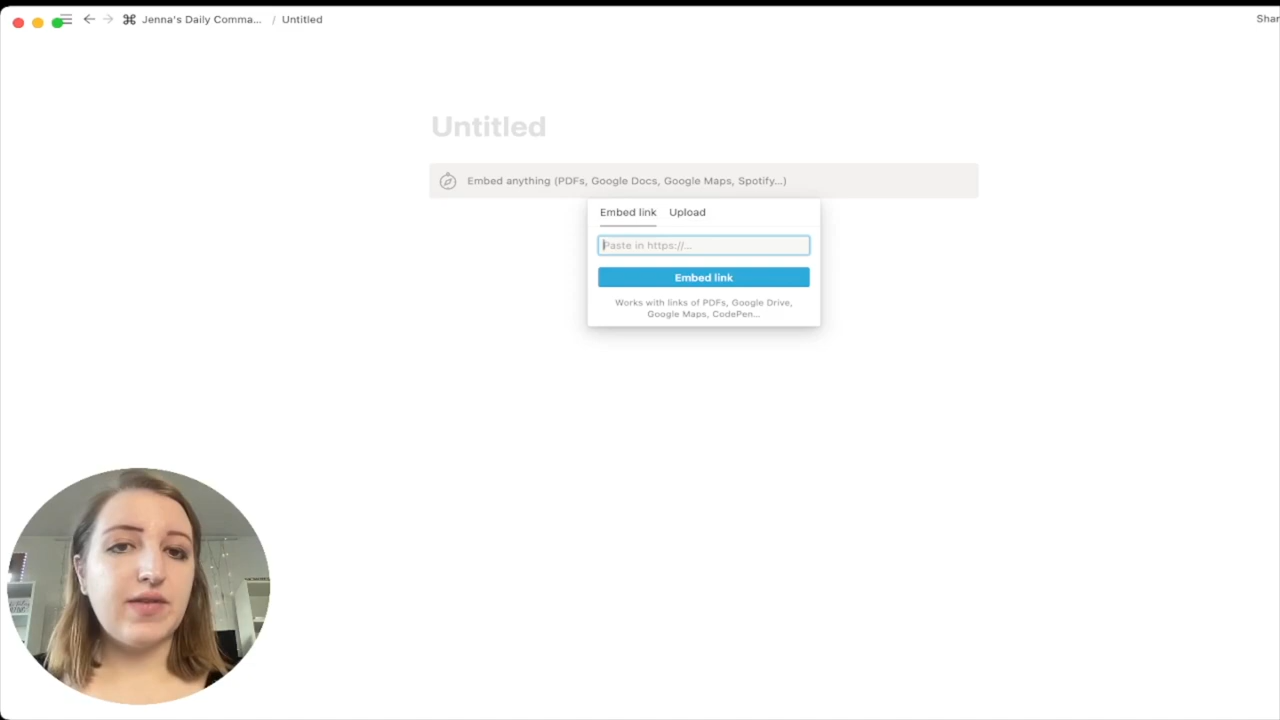 Jenna's Daily Comma... / Untitled
Shar
Untitled
Embed anything (PDFs, Google Docs, Google Maps, Spotify...)
Embed link Upload
Paste in https://...
Embed link
Works with links of PDFs, Google Drive,
Google Maps, CodePen...